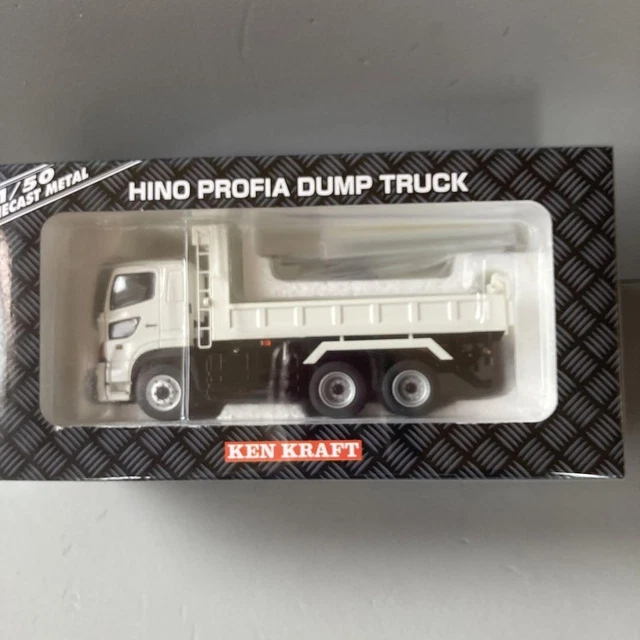 1/50
DIECAST METAL
HINO PROFIA DUMP TRUCK
KEN KRAFT